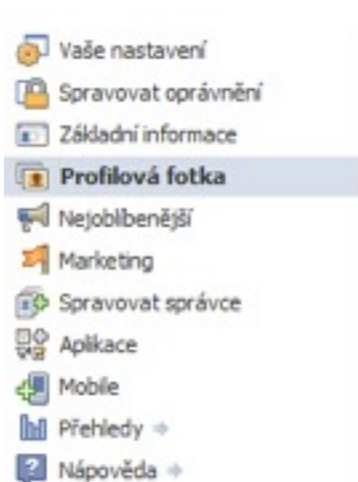 Vaše nastavení
Spravovat oprávnění
Základní informace
Profilová fotka
Nejoblíbenější
Marketing
Spravovat správce
Aplikace
Mobile
Přehledy
Nápověda